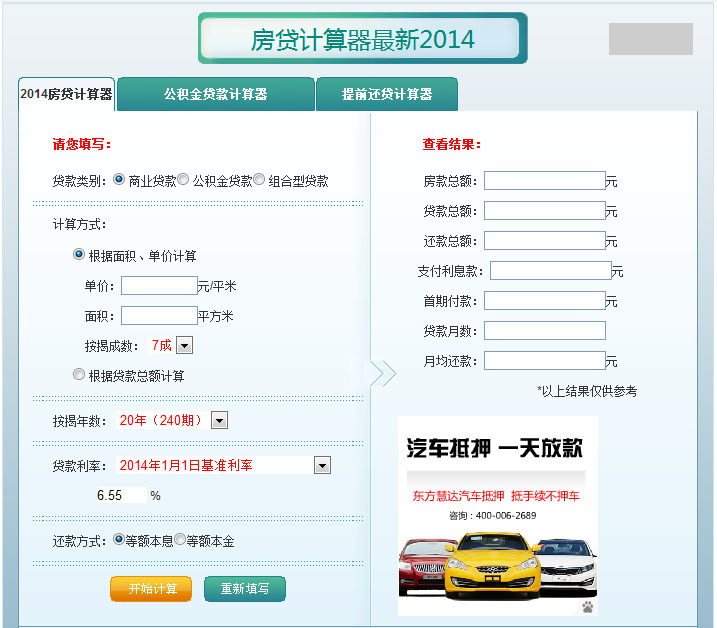 房贷计算器最新2014
2014房贷计算器 公积金贷款计算器 提前还贷计算器
请您填写：
贷款类别： 商业贷款 公积金贷款 组合型贷款
计算方式：
根据面积、单价计算
单价： 元/平米
面积： 平方米
按揭成数： 7成
根据贷款总额计算
按揭年数： 20年（240期）
贷款利率： 2014年1月1日基准利率
6.55 %
还款方式： 等额本息 等额本金
开始计算 重新填写
查看结果：
房款总额： 元
贷款总额： 元
还款总额： 元
支付利息款： 元
首期付款： 元
贷款月数：
月均还款： 元
*以上结果仅供参考
汽车抵押 一天放款
东方慧达汽车抵押 抵手续不押车
咨询：400-006-2689